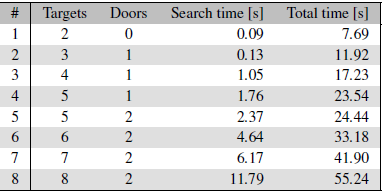 # Targets Doors Search time [s] Total time [s]
1 2 0 0.09 7.69
2 3 1 0.13 11.92
3 4 1 1.05 17.23
4 5 1 1.76 23.54
5 5 2 2.37 24.44
6 6 2 4.64 33.18
7 7 2 6.17 41.90
8 8 2 11.79 55.24